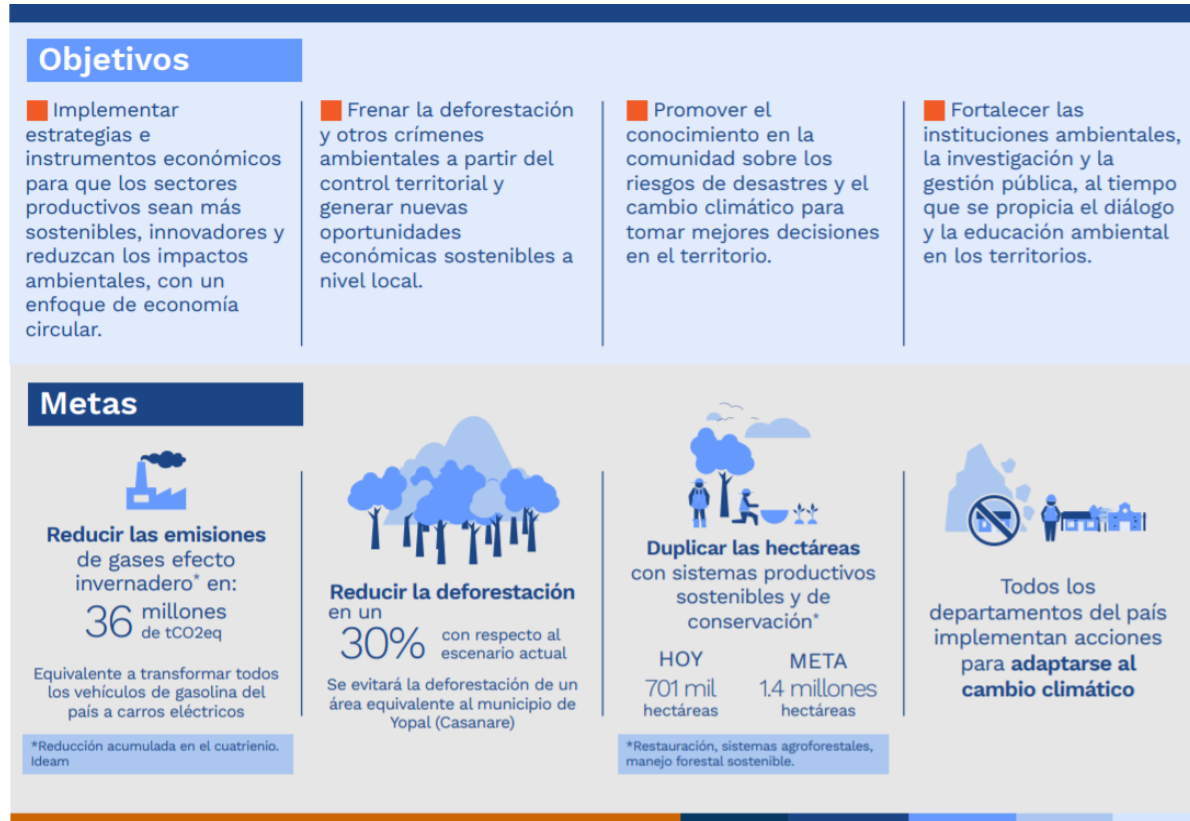 Objetivos
Implementar
estrategias e
instrumentos económicos
para que los sectores
productivos sean más
sostenibles, innovadores y
reduzcan los impactos
ambientales, con un
enfoque de economía
circular.
Frenar la deforestación
y otros crímenes
ambientales a partir del
control territorial y
generar nuevas
oportunidades
económicas sostenibles a
nivel local.
Promover el
conocimiento en la
comunidad sobre los
riesgos de desastres y el
cambio climático para
tomar mejores decisiones
en el territorio.
Fortalecer las
instituciones ambientales,
la investigación y la
gestión pública, al tiempo
que se propicia el diálogo
y la educación ambiental
en los territorios.
Metas
Reducir las emisiones
de gases efecto
invernadero* en:
36 millones
de tCO2eq
Equivalente a transformar todos
los vehículos de gasolina del
país a carros eléctricos
*Reducción acumulada en el cuatrienio.
Ideam
Reducir la deforestación
en un
30% con respecto al
escenario actual
Se evitará la deforestación de un
área equivalente al municipio de
Yopal (Casanare)
Duplicar las hectáreas
con sistemas productivos
sostenibles y de
conservación*
HOY
701 mil
hectáreas
META
1.4 millones
hectáreas
*Restauración, sistemas agroforestales,
manejo forestal sostenible.
Todos los
departamentos del país
implementan acciones
para adaptarse al
cambio climático